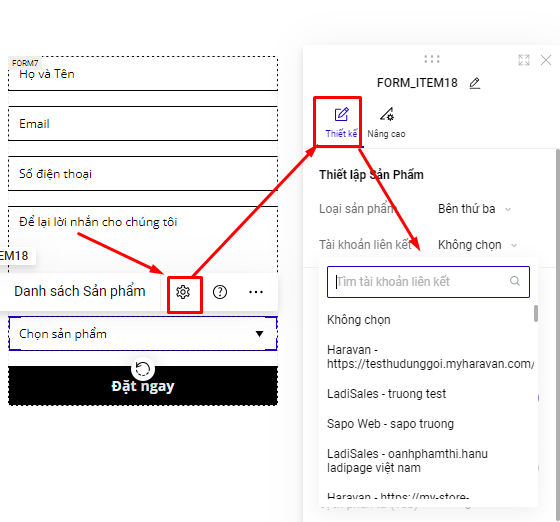 FORM7
Họ và Tên
Email
Số điện thoại
Để lại lời nhắn cho chúng tôi
EM18
Danh sách Sản phẩm
Chọn sản phẩm
Đặt ngay
FORM_ITEM18
Thiết kế
Nâng cao
Thiết lập Sản Phẩm
Loại sản phẩm
Bên thứ ba
Tài khoản liên kết
Không chọn
Tìm tài khoản liên kết
Không chọn
Haravan -
https://testthudunggoi.myharavan.com/
LadiSales - truong test
Sapo Web - sapo truong
LadiSales - oanhphamthi.hanu
ladipage việt nam
Haravan - https://my-store-